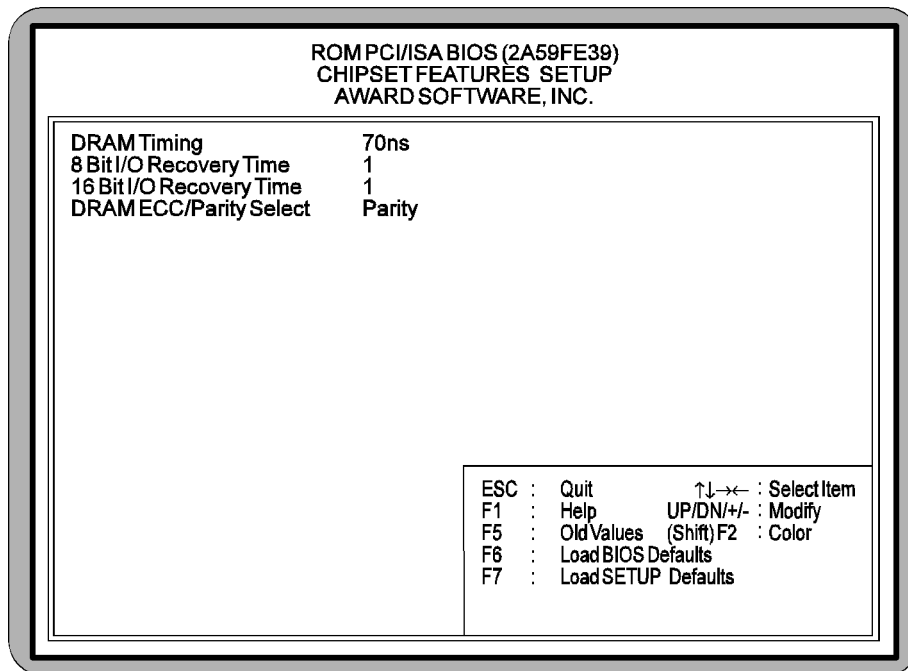 ROM PCI/ISA BIOS (2A59FE39)
CHIPSET FEATURES SETUP
AWARD SOFTWARE, INC.
DRAM Timing 70ns
8 Bit I/O Recovery Time 1
16 Bit I/O Recovery Time 1
DRAM ECC/Parity Select Parity
ESC : Quit ↑↓→← : Select Item
F1 : Help UP/DN/+/- : Modify
F5 : Old Values (Shift) F2 : Color
F6 : Load BIOS Defaults
F7 : Load SETUP Defaults